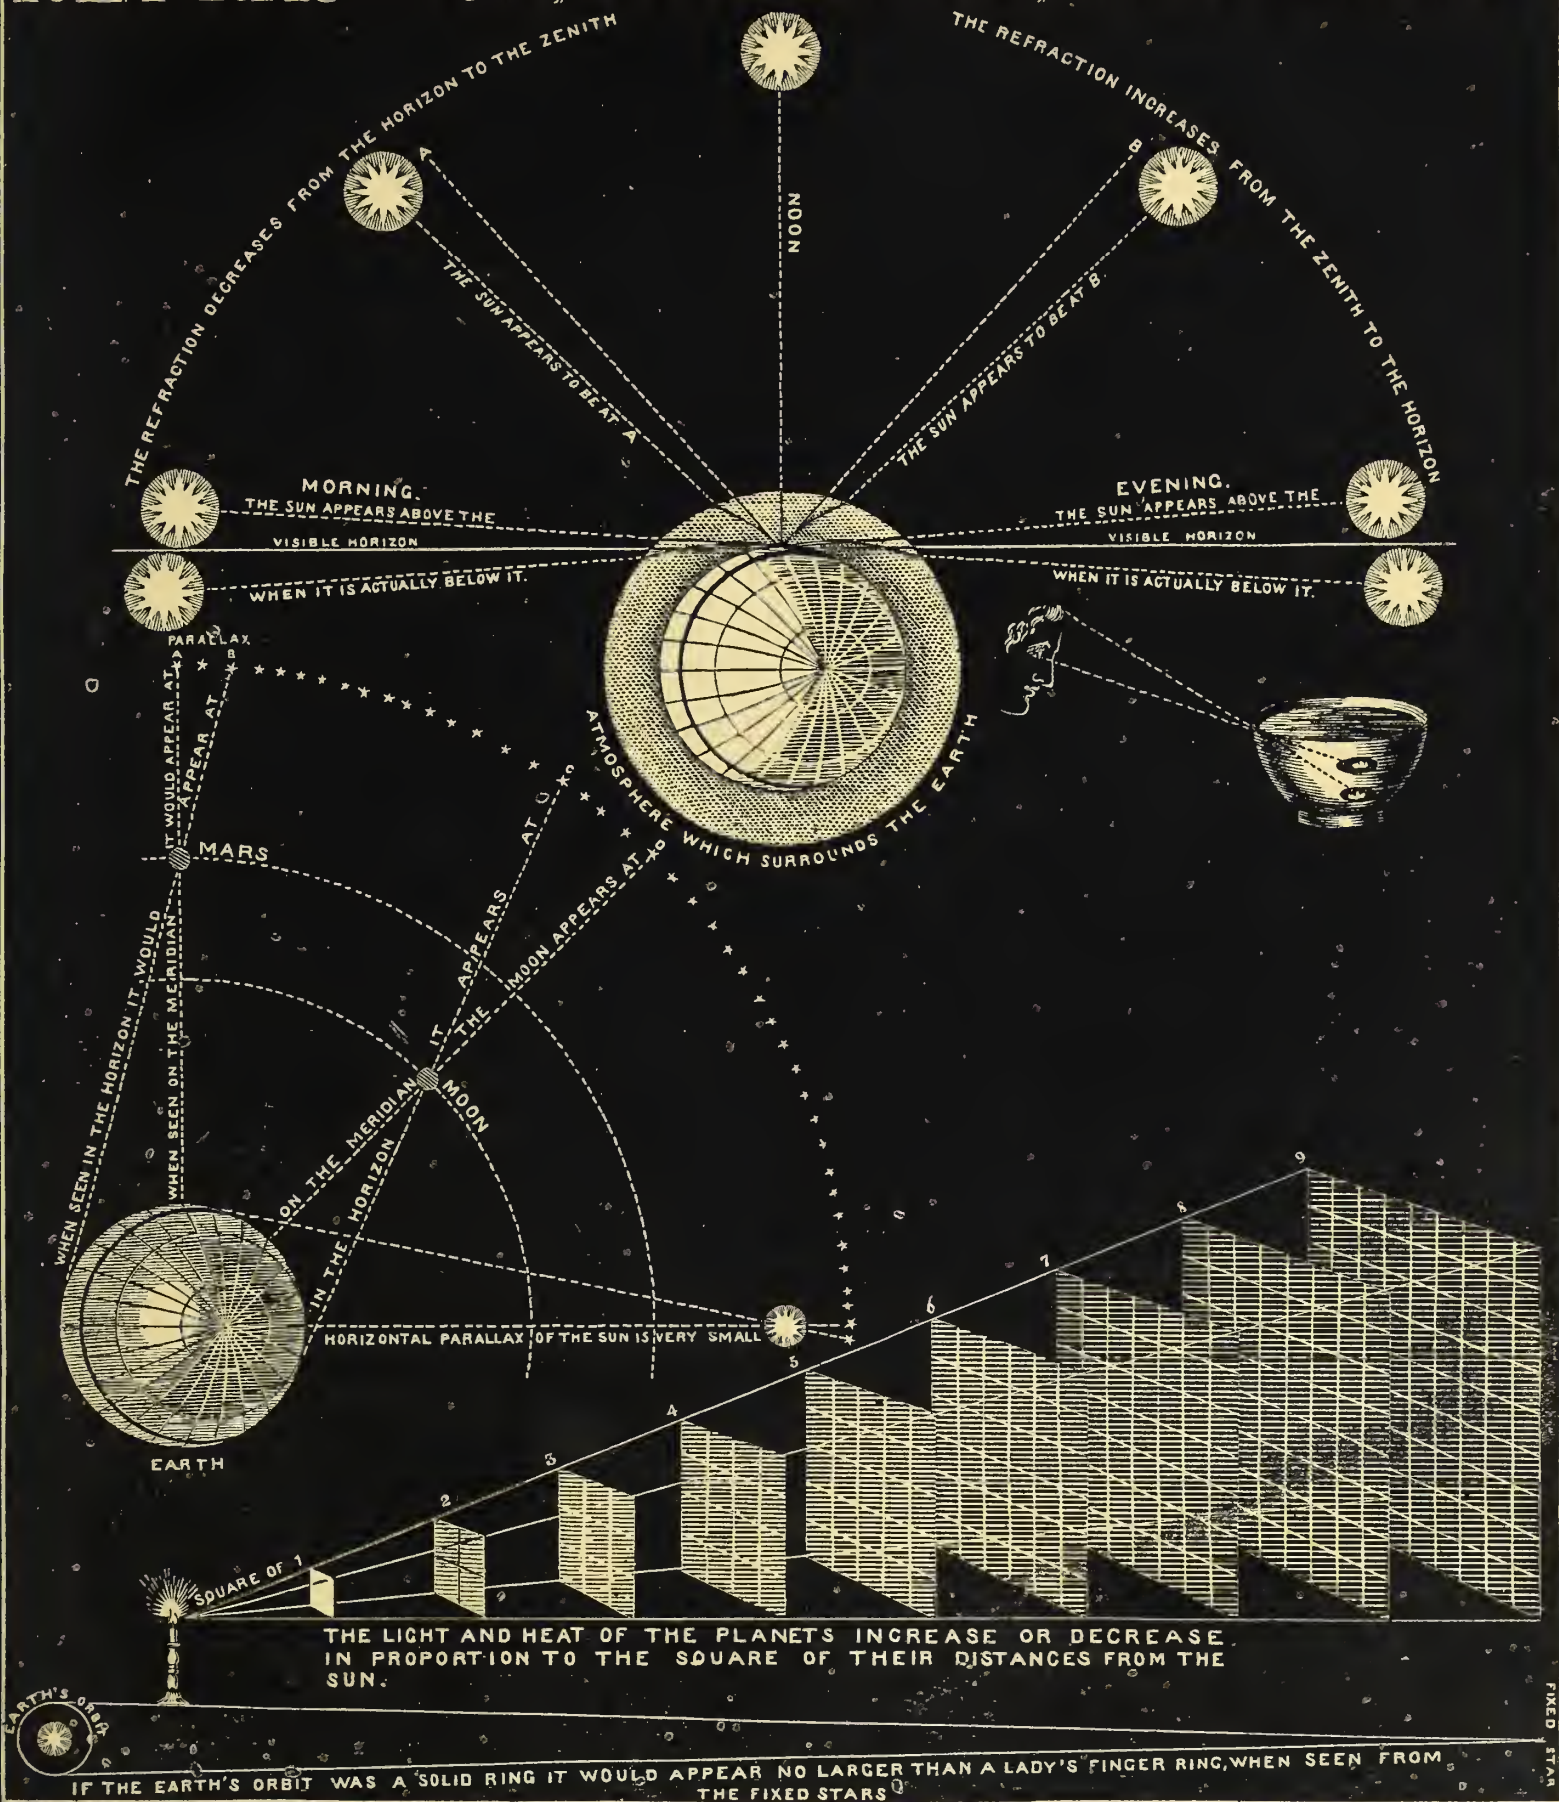 THE REFRACTION DECREASES FROM THE HORIZON TO THE ZENITH
THE REFRACTION INCREASES FROM THE ZENITH TO THE HORIZON
A
B
NOON
THE SUN APPEARS TO BE AT A
THE SUN APPEARS TO BE AT B.
MORNING.
THE SUN APPEARS ABOVE THE
VISIBLE HORIZON
WHEN IT IS ACTUALLY BELOW IT.
EVENING.
THE SUN APPEARS ABOVE THE
VISIBLE HORIZON
WHEN IT IS ACTUALLY BELOW IT.
ATMOSPHERE WHICH SURROUNDS THE EARTH
PARALLAX
A B
IT WOULD APPEAR AT
APPEAR AT
MARS
WHEN SEEN IN THE HORIZON IT WOULD
WHEN SEEN ON THE MERIDIAN
C
IT APPEARS AT
D
THE MOON APPEARS AT
MOON
ON THE MERIDIAN
IN THE HORIZON
HORIZONTAL PARALLAX OF THE SUN IS VERY SMALL
EARTH
SQUARE OF 1
2
3
4
5
6
7
8
9
THE LIGHT AND HEAT OF THE PLANETS INCREASE OR DECREASE
IN PROPORTION TO THE SQUARE OF THEIR DISTANCES FROM THE
SUN.
EARTH'S ORBIT
FIXED STAR
IF THE EARTH'S ORBIT WAS A SOLID RING IT WOULD APPEAR NO LARGER THAN A LADY'S FINGER RING, WHEN SEEN FROM
THE FIXED STARS